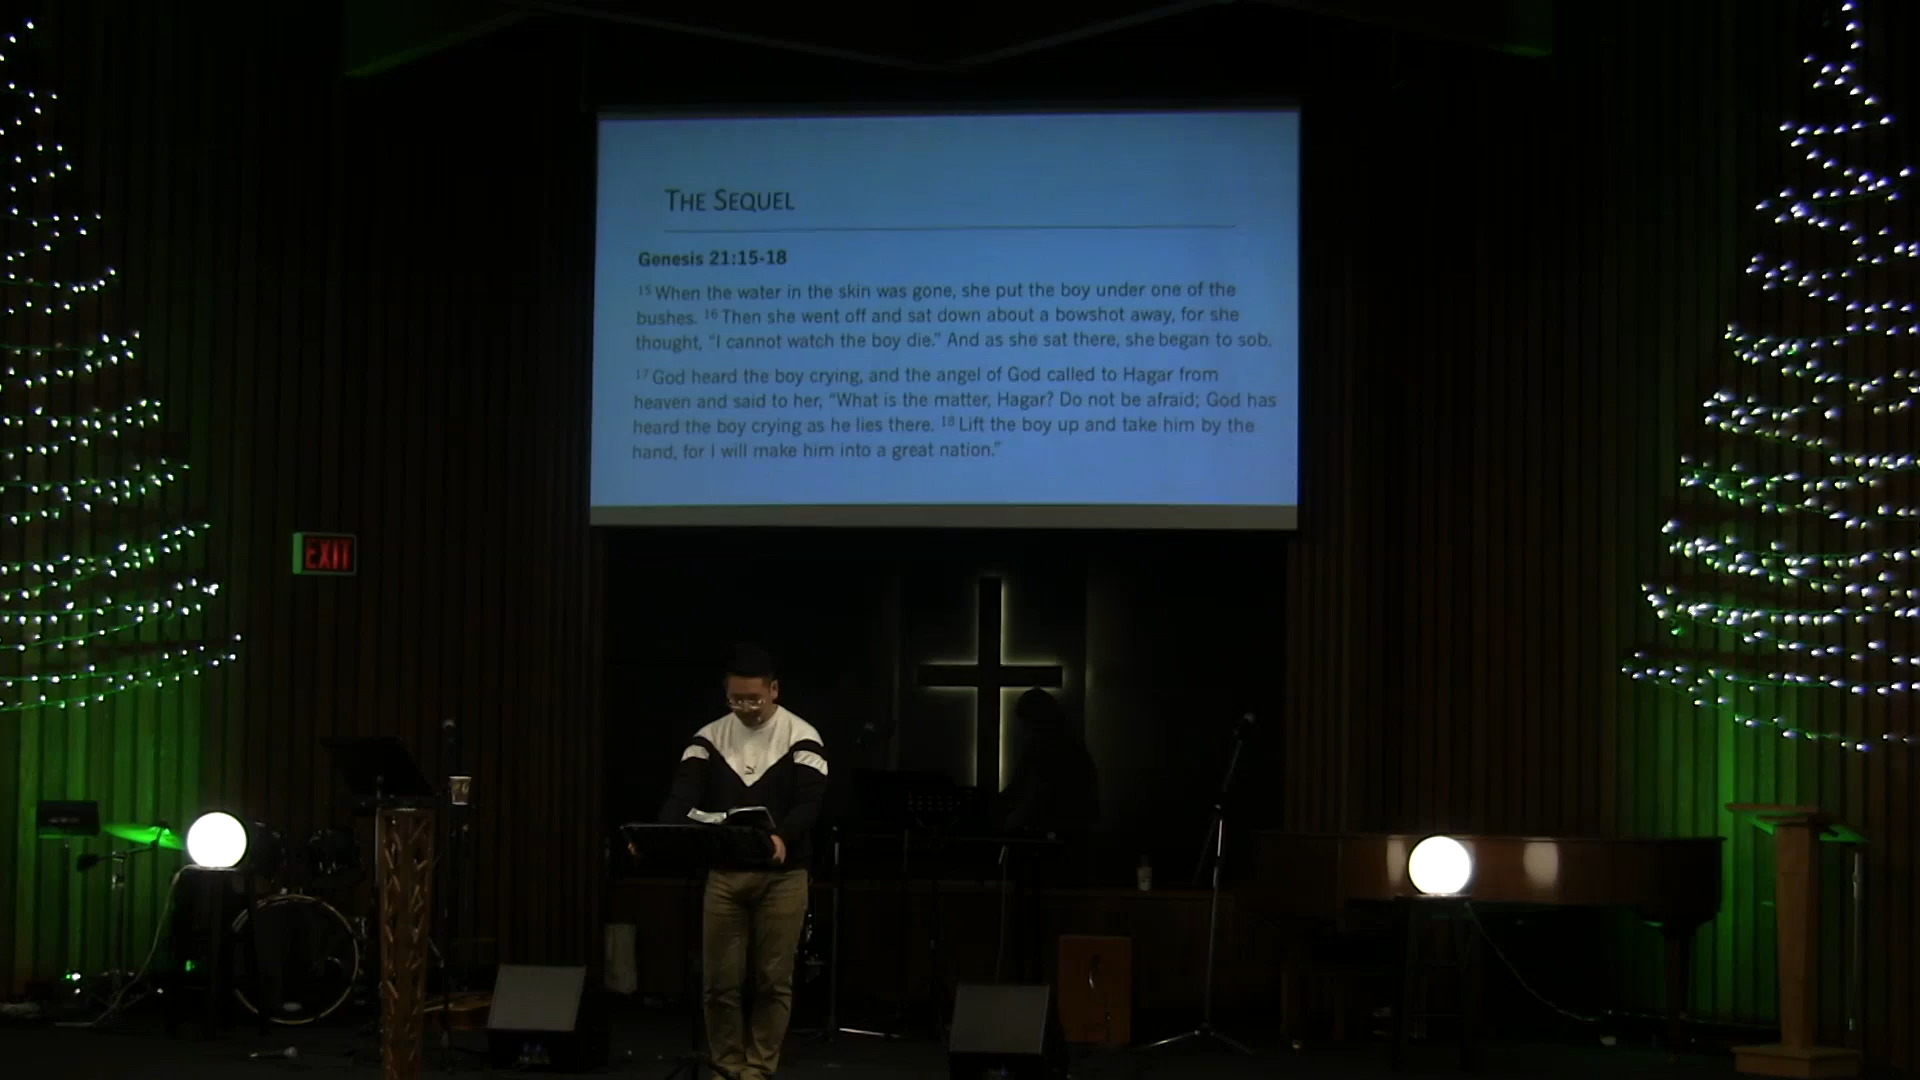 THE SEQUEL
Genesis 21:15-18
15 When the water in the skin was gone, she put the boy under one of the
bushes. 16 Then she went off and sat down about a bowshot away, for she
thought, “I cannot watch the boy die.” And as she sat there, she began to sob.
17 God heard the boy crying, and the angel of God called to Hagar from
heaven and said to her, “What is the matter, Hagar? Do not be afraid; God has
heard the boy crying as he lies there. 18 Lift the boy up and take him by the
hand, for I will make him into a great nation.”
EXIT